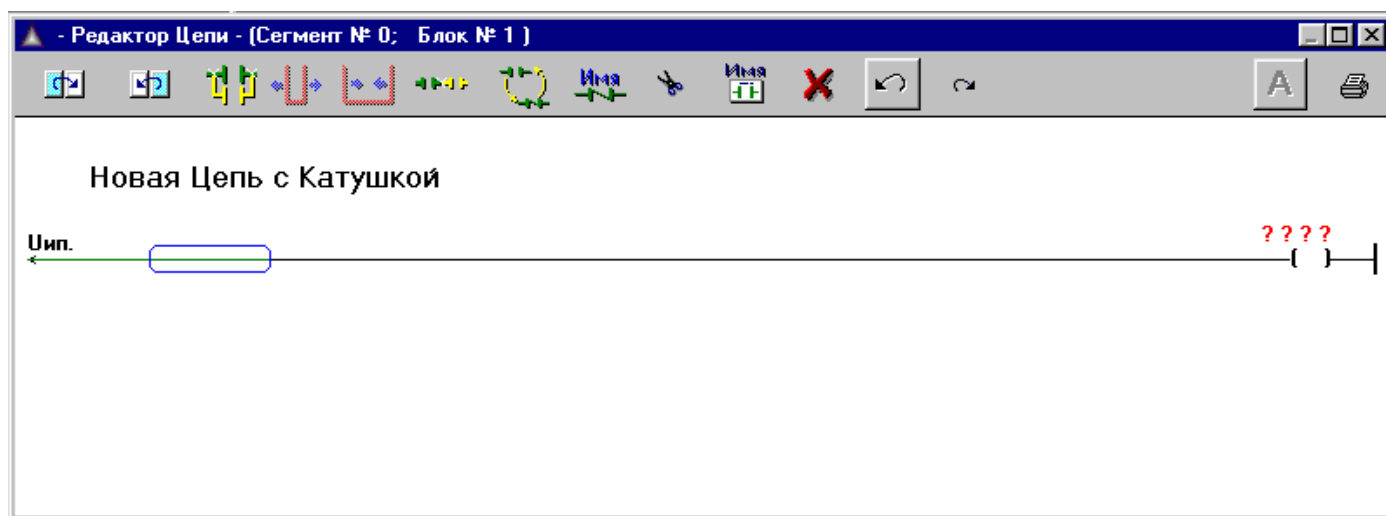 - Редактор Цепи - (Сегмент № 0; Блок № 1 )
Имя
Имя
A
Новая Цепь с Катушкой
Uип.
? ? ? ?
( )